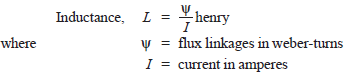 Inductance, L = ψ/I henry
where ψ = flux linkages in weber-turns
I = current in amperes